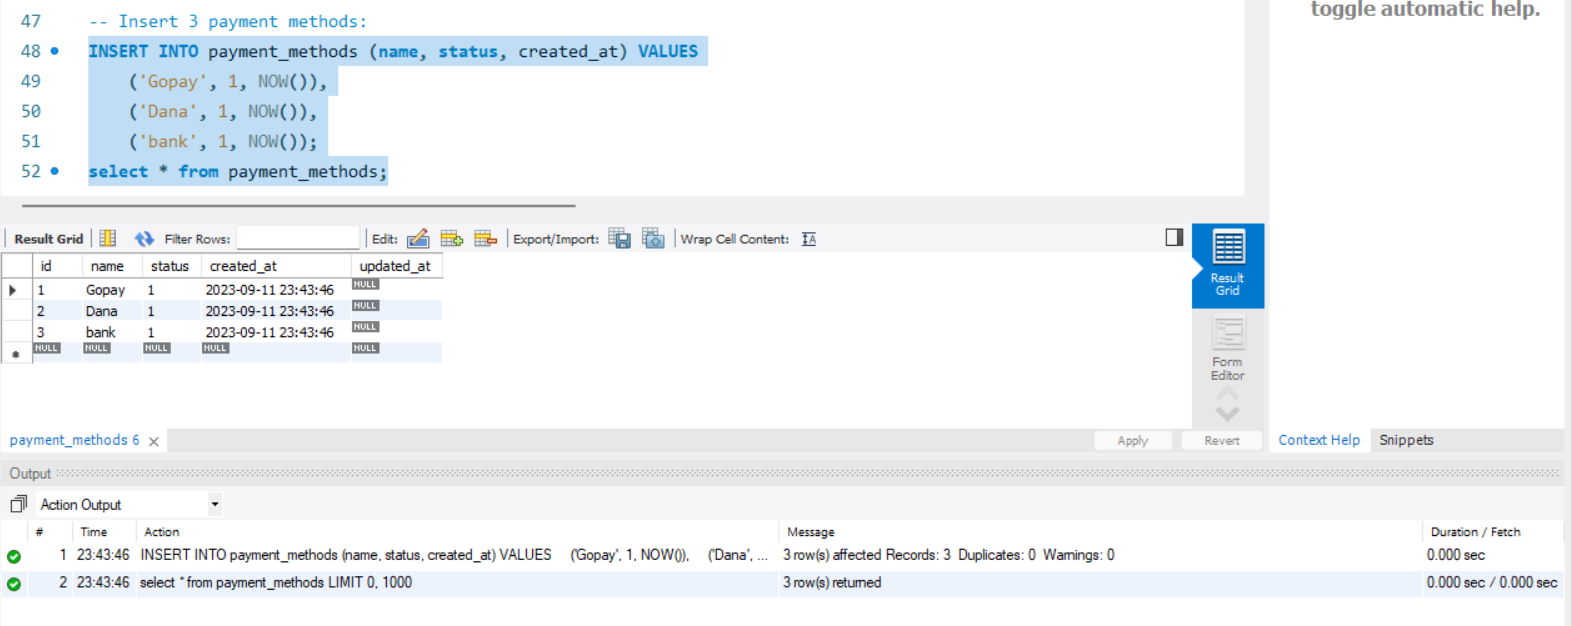 toggle automatic help.
47 -- Insert 3 payment methods:
48 INSERT INTO payment_methods (name, status, created_at) VALUES
49 ('Gopay', 1, NOW()),
50 ('Dana', 1, NOW()),
51 ('bank', 1, NOW());
52 select * from payment_methods;
Result Grid Filter Rows: Edit: Export/Import: Wrap Cell Content: IA
id name status created_at updated_at
1 Gopay 1 2023-09-11 23:43:46 NULL
2 Dana 1 2023-09-11 23:43:46 NULL
3 bank 1 2023-09-11 23:43:46 NULL
NULL NULL NULL NULL NULL
Result
Grid
Form
Editor
payment_methods 6 Apply Revert Context Help Snippets
Output
Action Output
# Time Action Message Duration / Fetch
1 23:43:46 INSERT INTO payment_methods (name, status, created_at) VALUES ('Gopay', 1, NOW()), ('Dana', ... 3 row(s) affected Records: 3 Duplicates: 0 Warnings: 0 0.000 sec
2 23:43:46 select * from payment_methods LIMIT 0, 1000 3 row(s) returned 0.000 sec / 0.000 sec